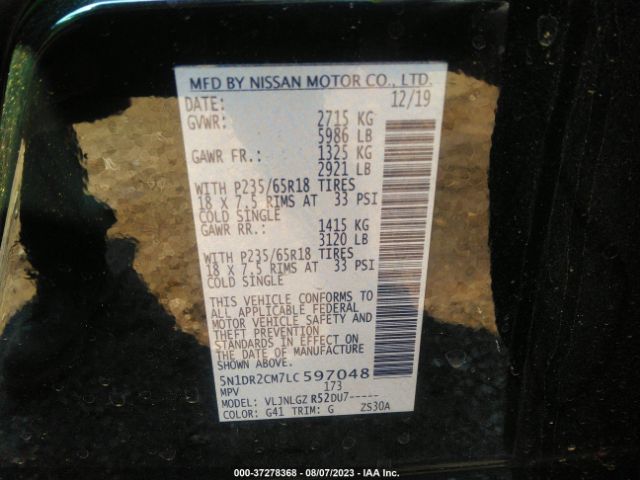 MFD BY NISSAN MOTOR CO., LTD.
DATE: 12/19
GVWR: 2715 KG
5986 LB
GAWR FR.: 1325 KG
2921 LB
WITH P235/65R18 TIRES
18 X 7.5 RIMS AT 33 PSI
COLD SINGLE
GAWR RR.: 1415 KG
3120 LB
WITH P235/65R18 TIRES
18 X 7.5 RIMS AT 33 PSI
COLD SINGLE
THIS VEHICLE CONFORMS TO
ALL APPLICABLE FEDERAL
MOTOR VEHICLE SAFETY AND
THEFT PREVENTION
STANDARDS IN EFFECT ON
THE DATE OF MANUFACTURE
SHOWN ABOVE.
5N1DR2CM7LC597048
MPV 173
MODEL: VLJNLGZ R52DU7-----
COLOR: G41 TRIM: G ZS30A
0-37278368 - 08/07/2023 - IAA Inc.